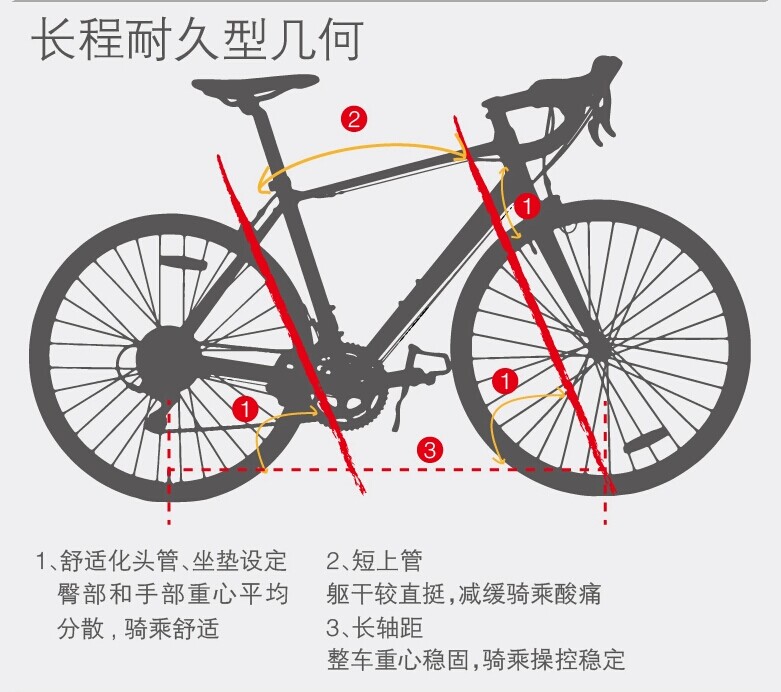 长程耐久型几何
2
1
1
1
3
1、舒适化头管、坐垫设定
臀部和手部重心平均
分散，骑乘舒适
2、短上管
躯干较直挺，减缓骑乘酸痛
3、长轴距
整车重心稳固，骑乘操控稳定